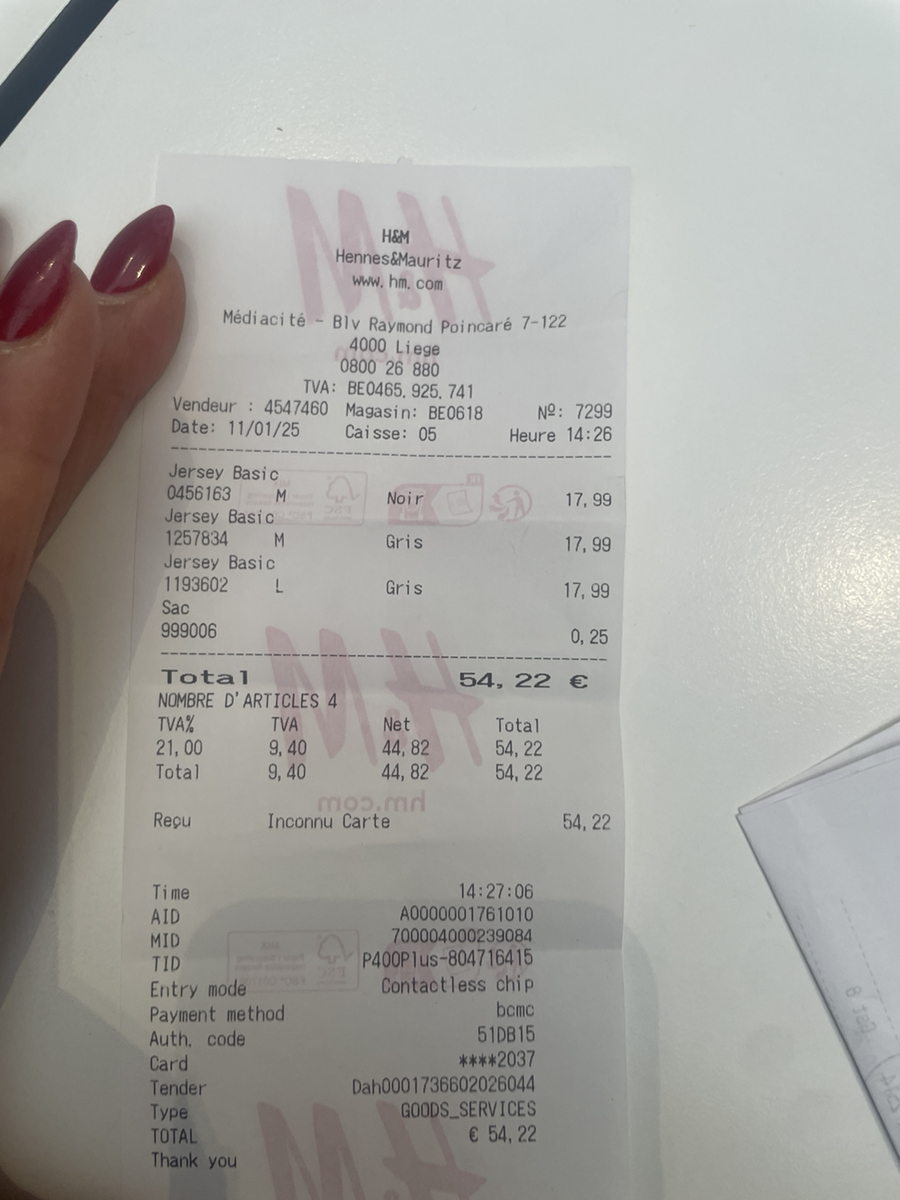 H&M
Hennes&Mauritz
www.hm.com
Médiacité - Blv Raymond Poincaré 7-122
4000 Liege
0800 26 880
TVA: BE0465.925.741
Vendeur : 4547460 Magasin: BE0618 Nº: 7299
Date: 11/01/25 Caisse: 05 Heure 14:26
Jersey Basic
0456163 M Noir 17,99
Jersey Basic
1257834 M Gris 17,99
Jersey Basic
1193602 L Gris 17,99
Sac
999006 0,25
Total 54,22 €
NOMBRE D'ARTICLES 4
TVA% TVA Net Total
21,00 9,40 44,82 54,22
Total 9,40 44,82 54,22
hm.com
Reçu Inconnu Carte 54,22
Time 14:27:06
AID A0000001761010
MID 700004000239084
TID P400Plus-804716415
Entry mode Contactless chip
Payment method bcmc
Auth. code 51DB15
Card ****2037
Tender Dah0001736602026044
Type GOODS_SERVICES
TOTAL € 54,22
Thank you